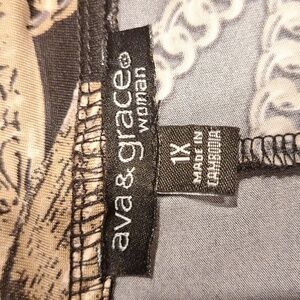 ava & grace®
woman
1X
MADE IN
CAMBODIA